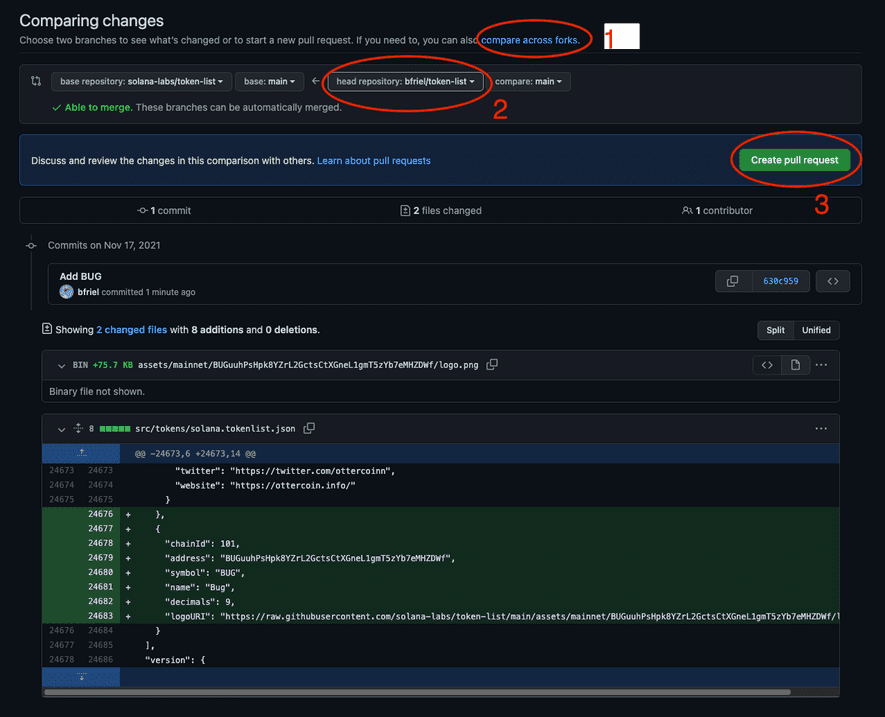 Comparing changes
Choose two branches to see what's changed or to start a new pull request. If you need to, you can also compare across forks.
1
base repository: solana-labs/token-list base: main head repository: bfriel/token-list compare: main
Able to merge. These branches can be automatically merged.
2
Discuss and review the changes in this comparison with others. Learn about pull requests
Create pull request
3
1 commit 2 files changed 1 contributor
Commits on Nov 17, 2021
Add BUG
bfriel committed 1 minute ago
630c959
Showing 2 changed files with 8 additions and 0 deletions.
Split Unified
BIN +75.7 KB assets/mainnet/BUGuuhPsHpk8YZrL2GctsCtXGneL1gmT5zYb7eMHZDWf/logo.png
Binary file not shown.
8 src/tokens/solana.tokenlist.json
@@ -24673,6 +24673,14 @@
24673 24673 "twitter": "https://twitter.com/ottercoinn",
24674 24674 "website": "https://ottercoin.info/"
24675 24675 }
24676 + },
24677 + {
24678 + "chainId": 101,
24679 + "address": "BUGuuhPsHpk8YZrL2GctsCtXGneL1gmT5zYb7eMHZDWf",
24680 + "symbol": "BUG",
24681 + "name": "Bug",
24682 + "decimals": 9,
24683 + "logoURI": "https://raw.githubusercontent.com/solana-labs/token-list/main/assets/mainnet/BUGuuhPsHpk8YZrL2GctsCtXGneL1gmT5zYb7eMHZDWf/l
24676 24684 }
24677 24685 ],
24678 24686 "version": {